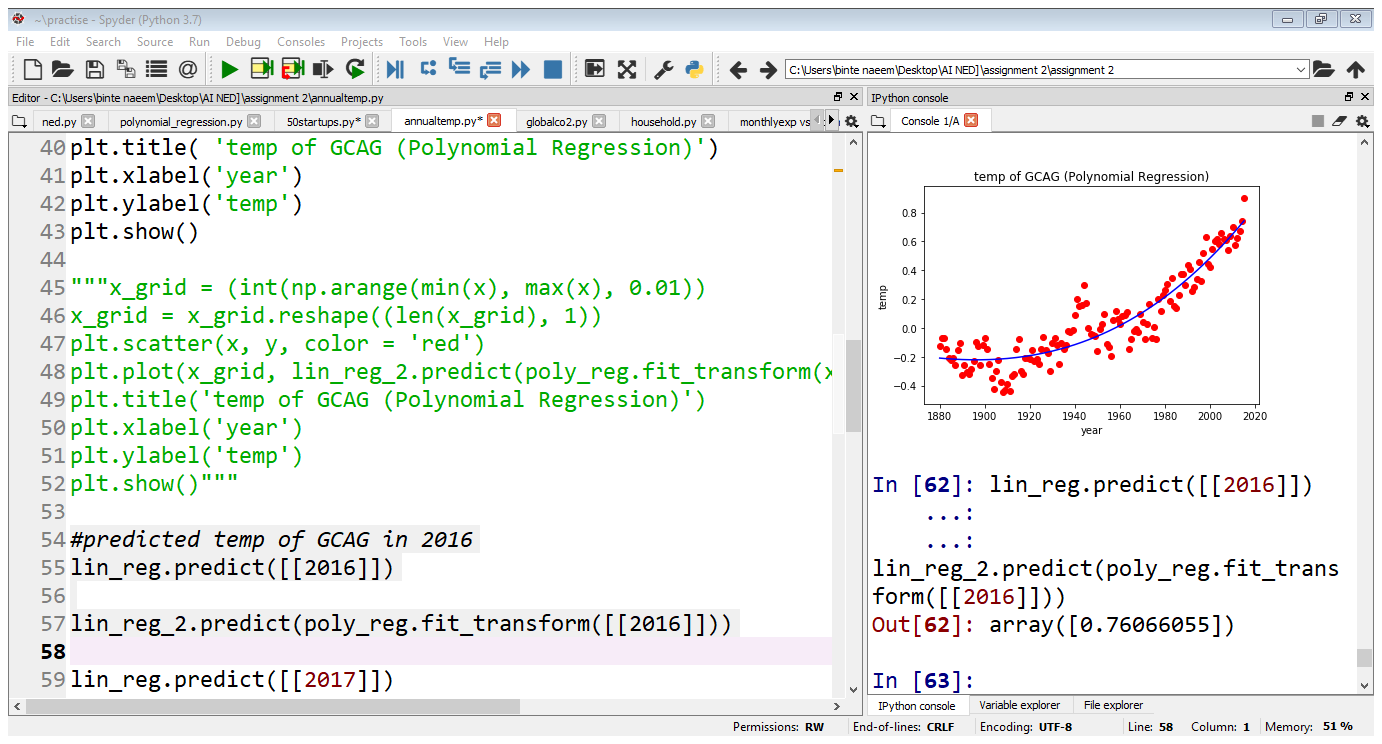 ~\practise - Spyder (Python 3.7)
File Edit Search Source Run Debug Consoles Projects Tools View Help
C:\Users\binte naeem\Desktop\AI NED]\assignment 2\assignment 2
Editor - C:\Users\binte naeem\Desktop\AI NED]\assignment 2\annualtemp.py
ned.py polynomial_regression.py 50startups.py* annualtemp.py* globalco2.py household.py monthlyexp vs
40 plt.title( 'temp of GCAG (Polynomial Regression)')
41 plt.xlabel('year')
42 plt.ylabel('temp')
43 plt.show()
44
45 """x_grid = (int(np.arange(min(x), max(x), 0.01))
46 x_grid = x_grid.reshape((len(x_grid), 1))
47 plt.scatter(x, y, color = 'red')
48 plt.plot(x_grid, lin_reg_2.predict(poly_reg.fit_transform(x
49 plt.title('temp of GCAG (Polynomial Regression)')
50 plt.xlabel('year')
51 plt.ylabel('temp')
52 plt.show()"""
53
54 #predicted temp of GCAG in 2016
55 lin_reg.predict([[2016]])
56
57 lin_reg_2.predict(poly_reg.fit_transform([[2016]]))
58
59 lin_reg.predict([[2017]])
IPython console
Console 1/A
temp of GCAG (Polynomial Regression)
0.8
0.6
0.4
0.2
0.0
−0.2
−0.4
temp
1880 1900 1920 1940 1960 1980 2000 2020
year
In [62]: lin_reg.predict([[2016]])
...:
...:
lin_reg_2.predict(poly_reg.fit_trans
form([[2016]]))
Out[62]: array([0.76066055])
In [63]:
IPython console Variable explorer File explorer
Permissions: RW End-of-lines: CRLF Encoding: UTF-8 Line: 58 Column: 1 Memory: 51 %